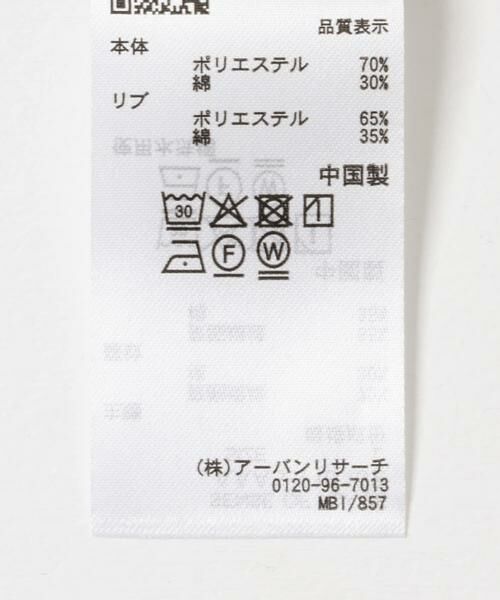 品質表示
本体
ポリエステル 70%
綿 30%
リブ
ポリエステル 65%
綿 35%
中国製
30
F W
(株)アーバンリサーチ
0120-96-7013
MBI/857